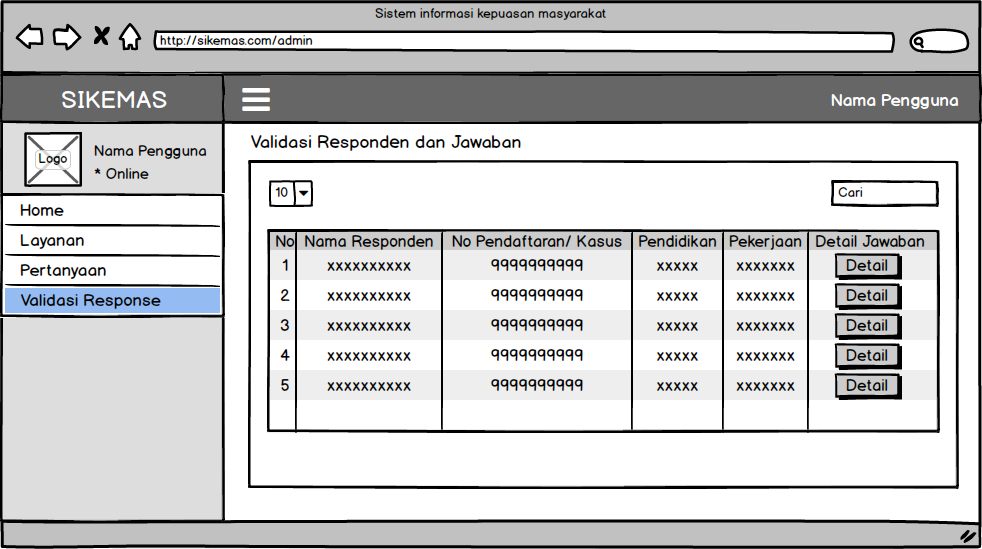 Sistem informasi kepuasan masyarakat
http://sikemas.com/admin
SIKEMAS
Nama Pengguna
Logo
Nama Pengguna
* Online
Home
Layanan
Pertanyaan
Validasi Response
Validasi Responden dan Jawaban
10
Cari
No Nama Responden No Pendaftaran/ Kasus Pendidikan Pekerjaan Detail Jawaban
1 xxxxxxxxxx 9999999999 xxxxx xxxxxxx Detail
2 xxxxxxxxxx 9999999999 xxxxx xxxxxxx Detail
3 xxxxxxxxxx 9999999999 xxxxx xxxxxxx Detail
4 xxxxxxxxxx 9999999999 xxxxx xxxxxxx Detail
5 xxxxxxxxxx 9999999999 xxxxx xxxxxxx Detail